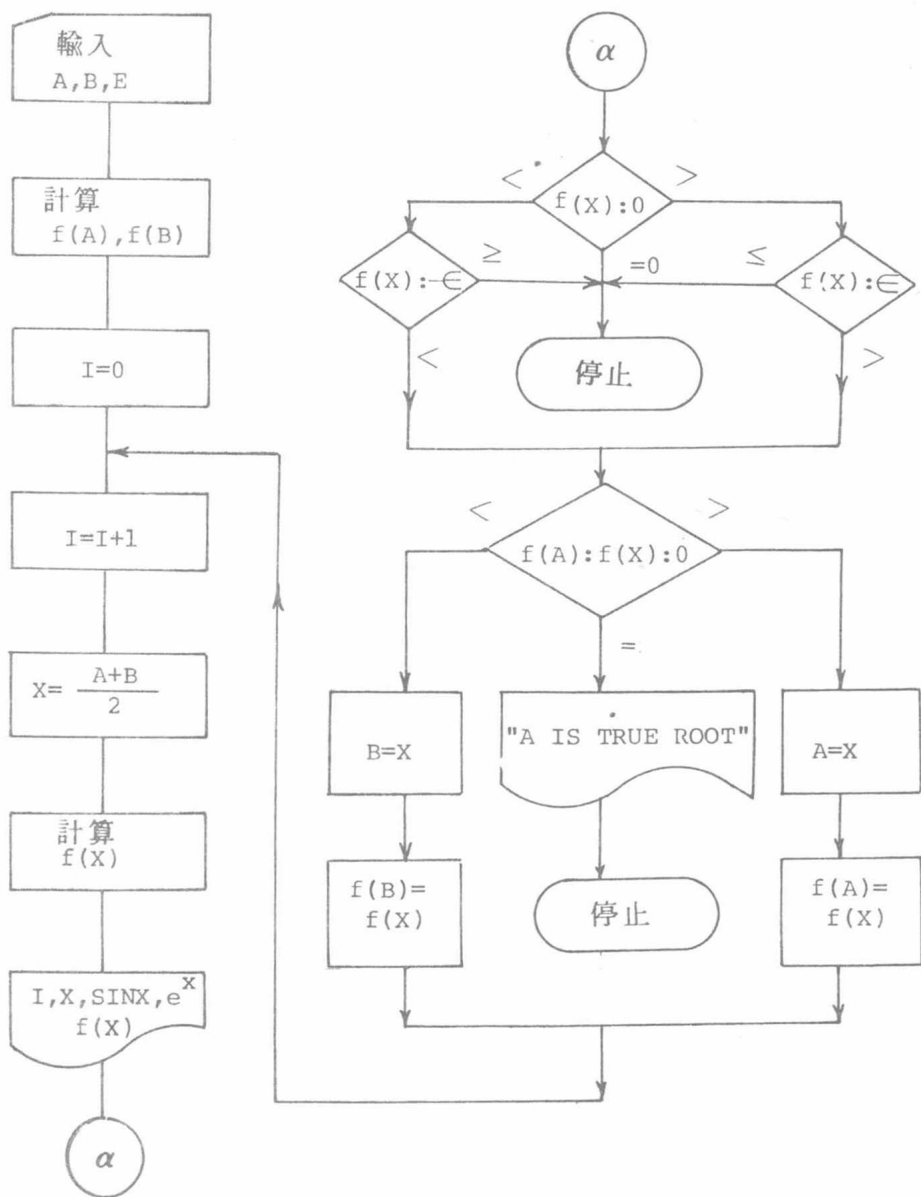 輸入
A,B,E
計算
f(A),f(B)
I=0
I=I+1
X= A+B
2
計算
f(X)
I,X,SINX,e^x
f(X)
α
α
< >
f(X):0
≥ =0 ≤
f(X):-∈
f(X):∈
< >
停止
< >
f(A):f(X):0
=
B=X
"A IS TRUE ROOT"
A=X
f(B)=
f(X)
停止
f(A)=
f(X)